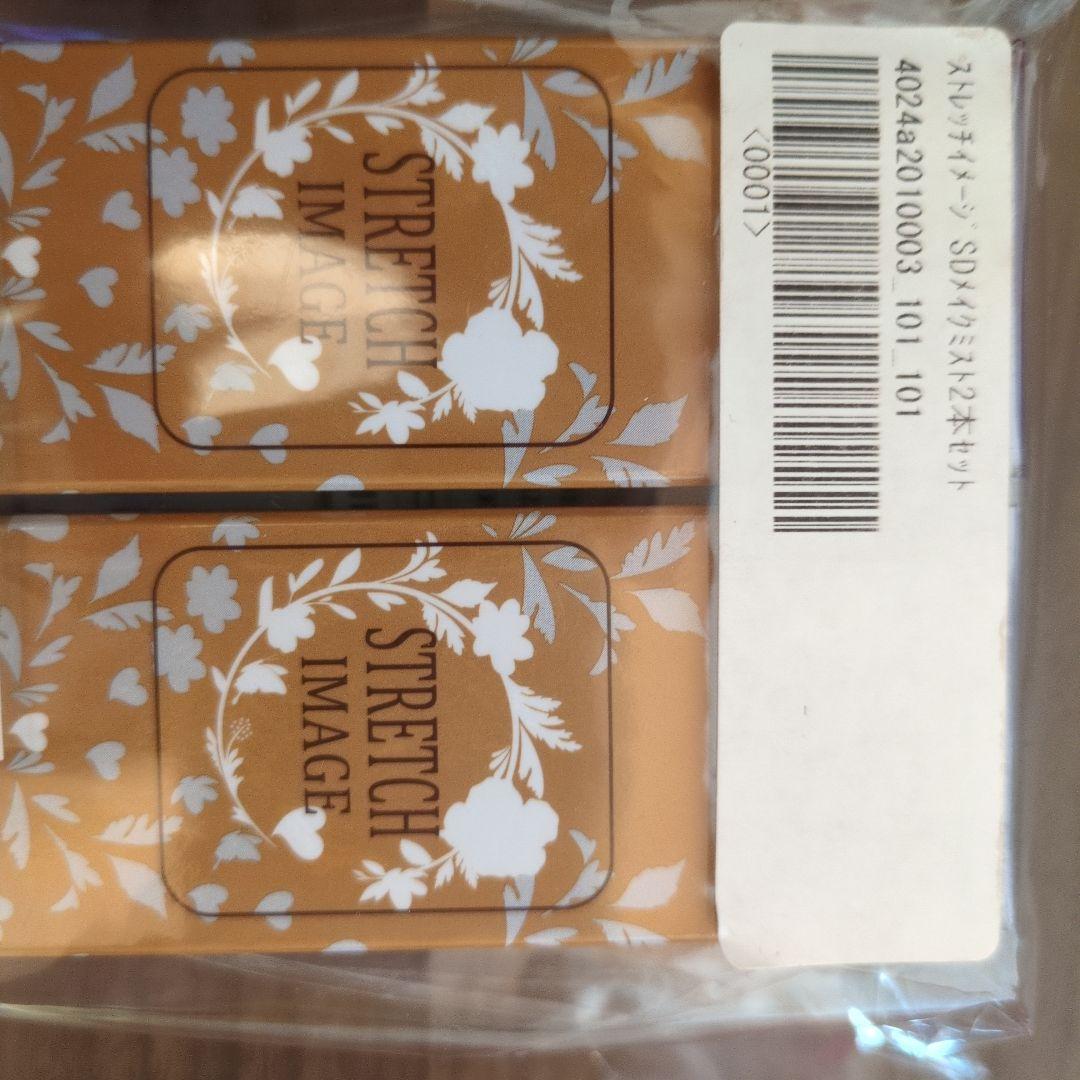 STRETCH
IMAGE
STRETCH
IMAGE
ｽﾄﾚｯﾁｲﾒｰｼﾞSDﾒｲｸﾐｽﾄ2本ｾｯﾄ
4024a2010003_101_101
<0001>